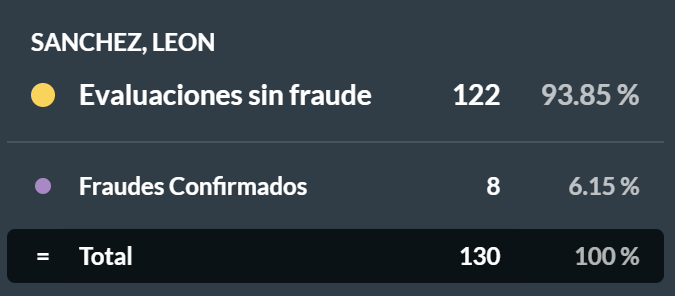 SANCHEZ, LEON
Evaluaciones sin fraude 122 93.85 %
Fraudes Confirmados 8 6.15 %
= Total 130 100 %